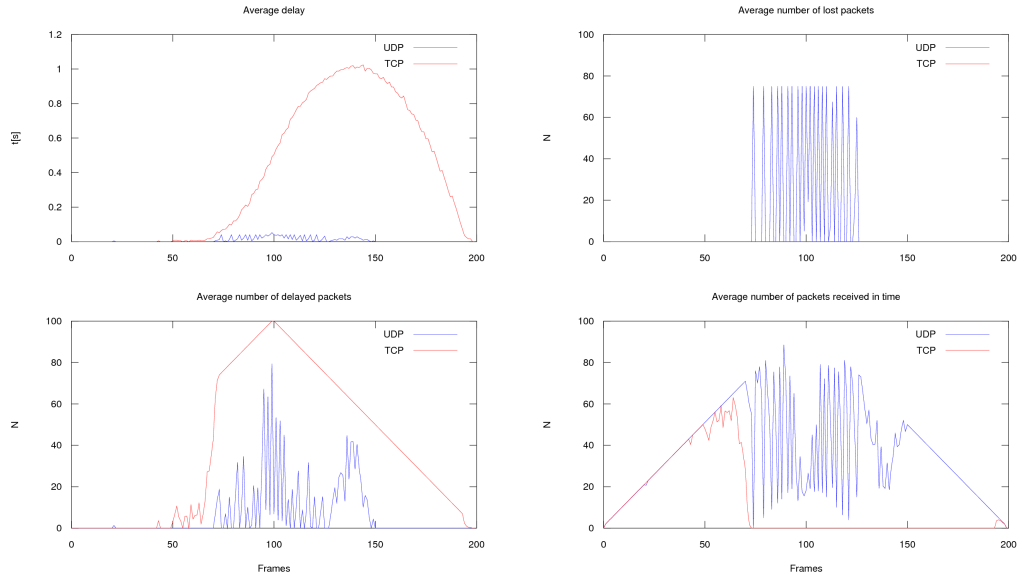 Average delay
t[s]
1.2
1
0.8
0.6
0.4
0.2
0
0
50
100
150
200
UDP
TCP
Average number of lost packets
N
100
80
60
40
20
0
0
50
100
150
200
UDP
TCP
Average number of delayed packets
N
100
80
60
40
20
0
0
50
100
150
200
Frames
UDP
TCP
Average number of packets received in time
N
100
80
60
40
20
0
0
50
100
150
200
Frames
UDP
TCP